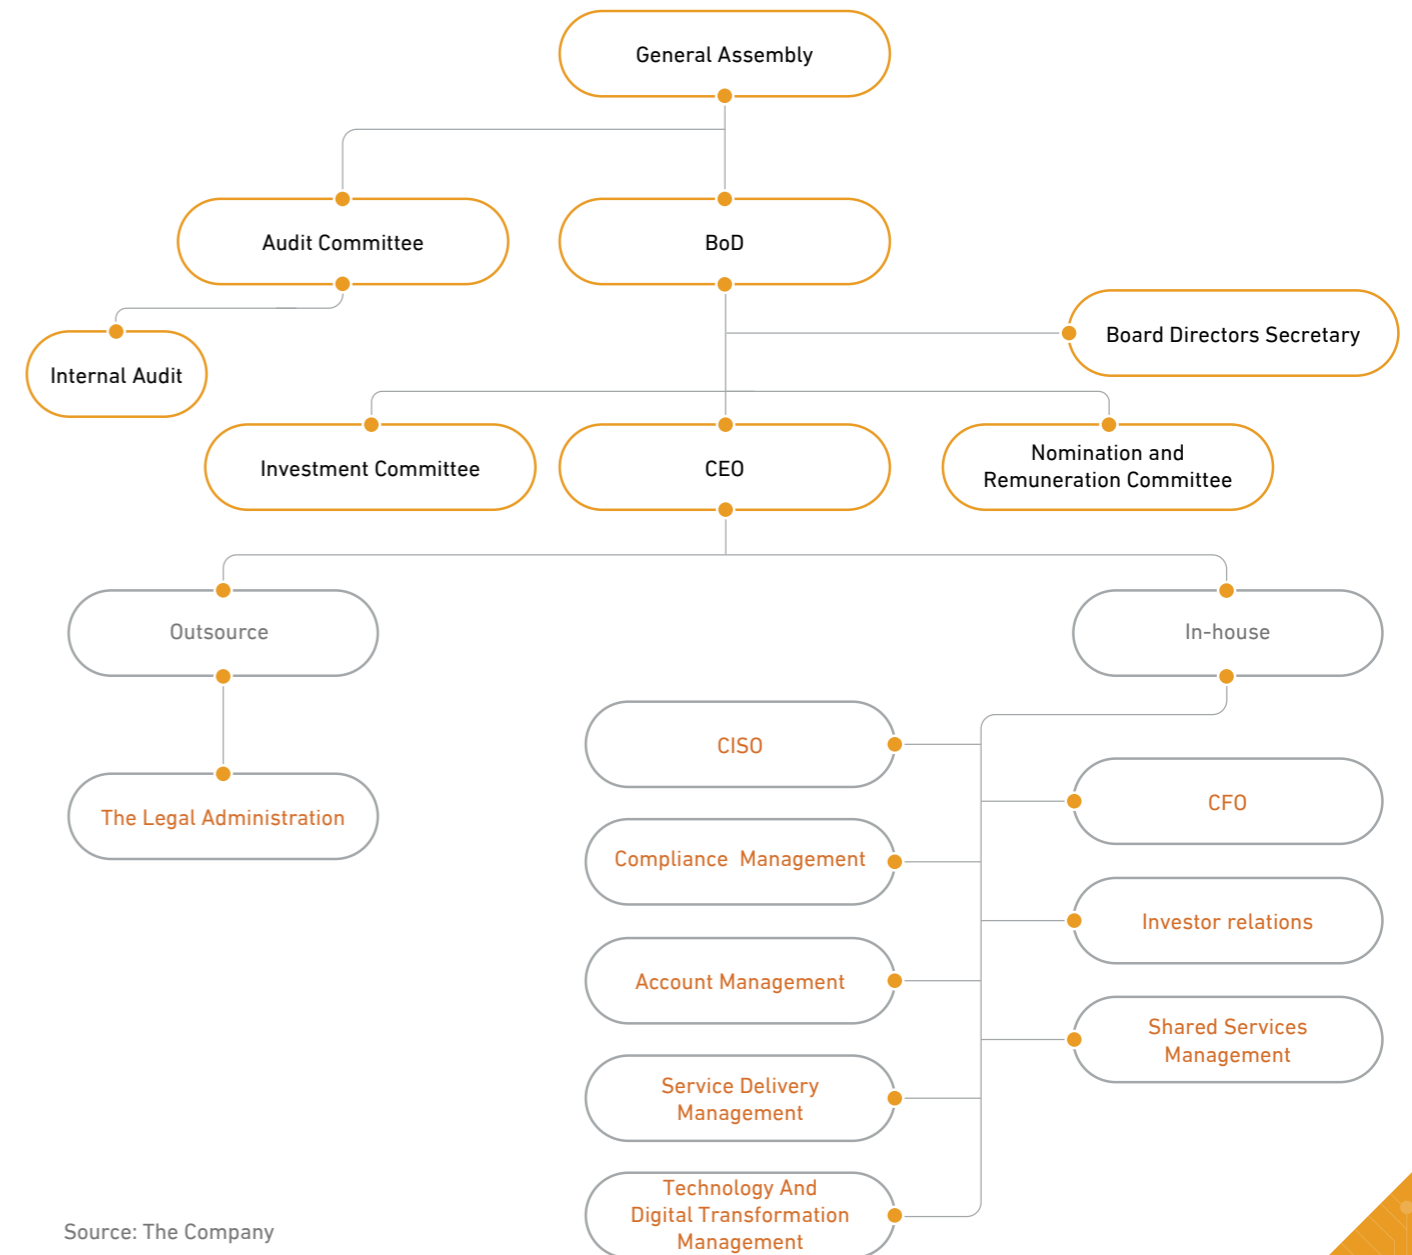 General Assembly
Audit Committee
BoD
Board Directors Secretary
Internal Audit
Investment Committee
CEO
Nomination and
Remuneration Committee
Outsource
In-house
CISO
CFO
The Legal Administration
Compliance Management
Investor relations
Account Management
Shared Services
Management
Service Delivery
Management
Technology And
Digital Transformation
Management
Source: The Company